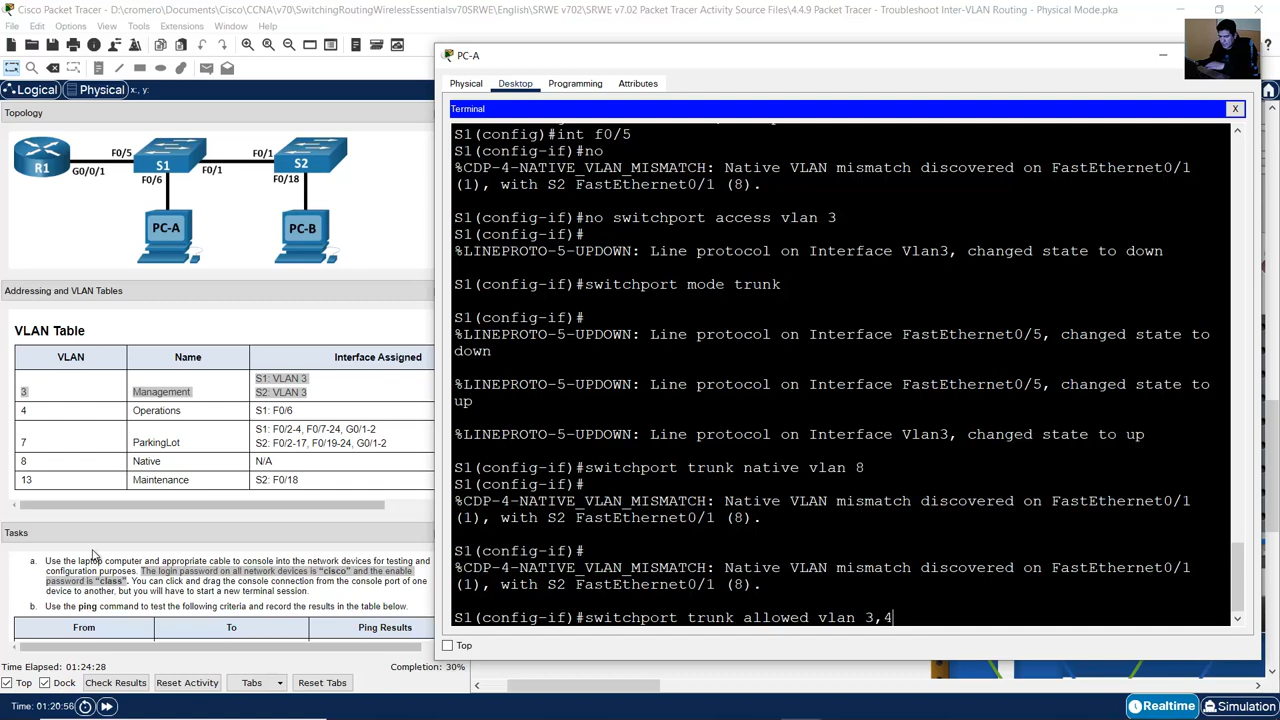 Cisco Packet Tracer - D:\cromero\Documents\Cisco\CCNA\v70\SwitchingRoutingWirelessEssentialsv70SRWE\English\SRWE v702\SRWE v7.02 Packet Tracer Activity Source Files\4.4.9 Packet Tracer - Troubleshoot Inter-VLAN Routing - Physical Mode.pka
File Edit Options View Tools Extensions Window Help
Logical Physical x:, y:
Topology
R1 G0/0/1 F0/5 S1 F0/6 F0/1 F0/1 S2 F0/18
PC-A PC-B
Addressing and VLAN Tables
VLAN Table
VLAN Name Interface Assigned
3 Management S1: VLAN 3
S2: VLAN 3
4 Operations S1: F0/6
7 ParkingLot S1: F0/2-4, F0/7-24, G0/1-2
S2: F0/2-17, F0/19-24, G0/1-2
8 Native N/A
13 Maintenance S2: F0/18
Tasks
a. Use the laptop computer and appropriate cable to console into the network devices for testing and
configuration purposes. The login password on all network devices is “cisco” and the enable
password is “class”. You can click and drag the console connection from the console port of one
device to another, but you will have to start a new terminal session.
b. Use the ping command to test the following criteria and record the results in the table below.
From To Ping Results
Time Elapsed: 01:24:28 Completion: 30%
Top Dock Check Results Reset Activity Tabs Reset Tabs
Time: 01:20:56
Realtime Simulation
PC-A
Physical Desktop Programming Attributes
Terminal X
S1(config)#int f0/5
S1(config-if)#no
%CDP-4-NATIVE_VLAN_MISMATCH: Native VLAN mismatch discovered on FastEthernet0/1
(1), with S2 FastEthernet0/1 (8).
S1(config-if)#no switchport access vlan 3
S1(config-if)#
%LINEPROTO-5-UPDOWN: Line protocol on Interface Vlan3, changed state to down
S1(config-if)#switchport mode trunk
S1(config-if)#
%LINEPROTO-5-UPDOWN: Line protocol on Interface FastEthernet0/5, changed state to
down
%LINEPROTO-5-UPDOWN: Line protocol on Interface FastEthernet0/5, changed state to
up
%LINEPROTO-5-UPDOWN: Line protocol on Interface Vlan3, changed state to up
S1(config-if)#switchport trunk native vlan 8
S1(config-if)#
%CDP-4-NATIVE_VLAN_MISMATCH: Native VLAN mismatch discovered on FastEthernet0/1
(1), with S2 FastEthernet0/1 (8).
S1(config-if)#
%CDP-4-NATIVE_VLAN_MISMATCH: Native VLAN mismatch discovered on FastEthernet0/1
(1), with S2 FastEthernet0/1 (8).
S1(config-if)#switchport trunk allowed vlan 3,4
Top